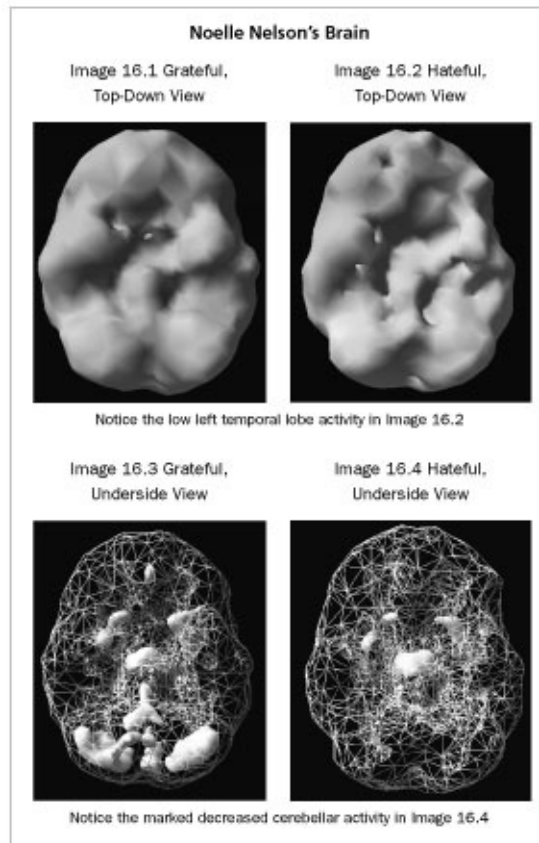 Noelle Nelson's Brain
Image 16.1 Grateful,
Top-Down View
Image 16.2 Hateful,
Top-Down View
Notice the low left temporal lobe activity in Image 16.2
Image 16.3 Grateful,
Underside View
Image 16.4 Hateful,
Underside View
Notice the marked decreased cerebellar activity in Image 16.4